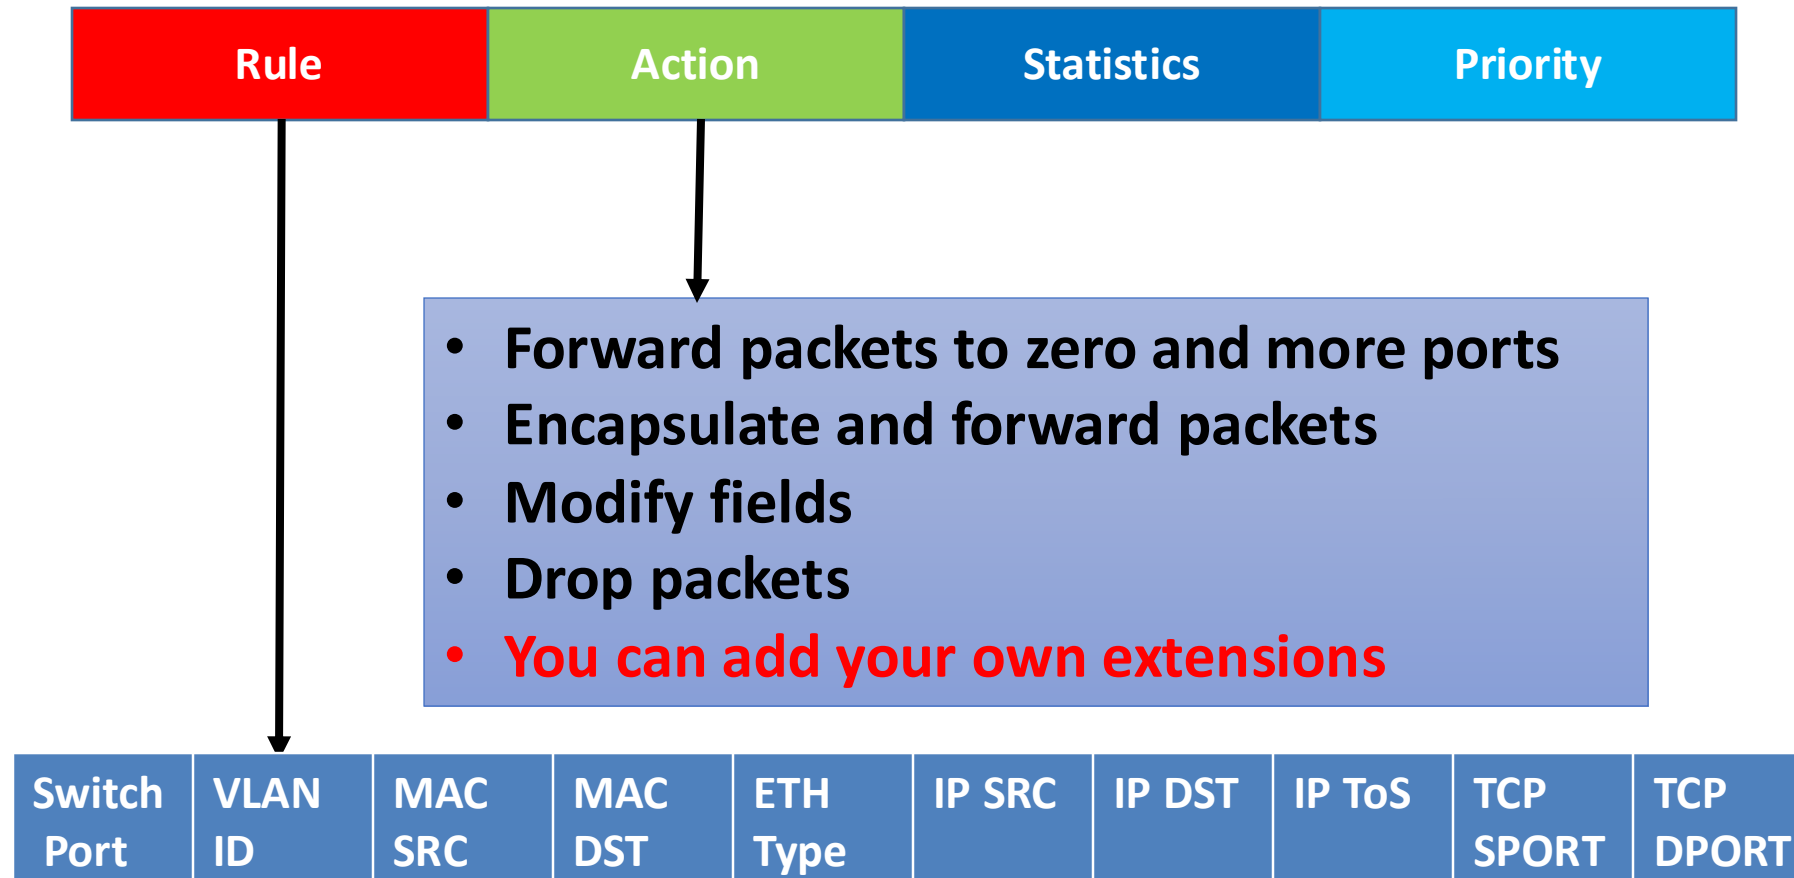 Rule Action Statistics Priority
• Forward packets to zero and more ports
• Encapsulate and forward packets
• Modify fields
• Drop packets
• You can add your own extensions
Switch Port
VLAN ID
MAC SRC
MAC DST
ETH Type
IP SRC
IP DST
IP ToS
TCP SPORT
TCP DPORT